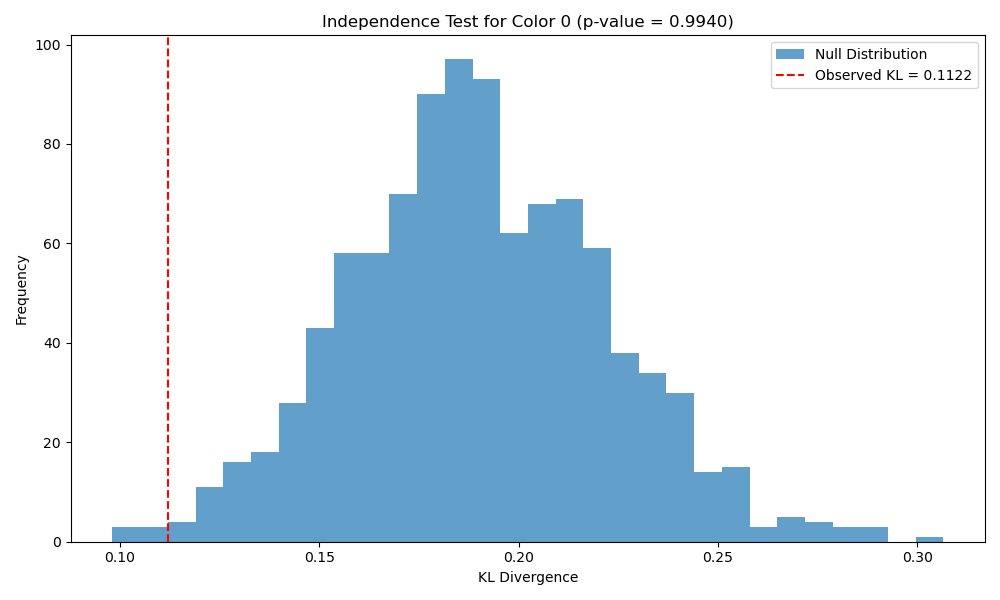 Independence Test for Color 0 (p-value = 0.9940)
Null Distribution
Observed KL = 0.1122
Frequency
100
80
60
40
20
0
0.10 0.15 0.20 0.25 0.30
KL Divergence